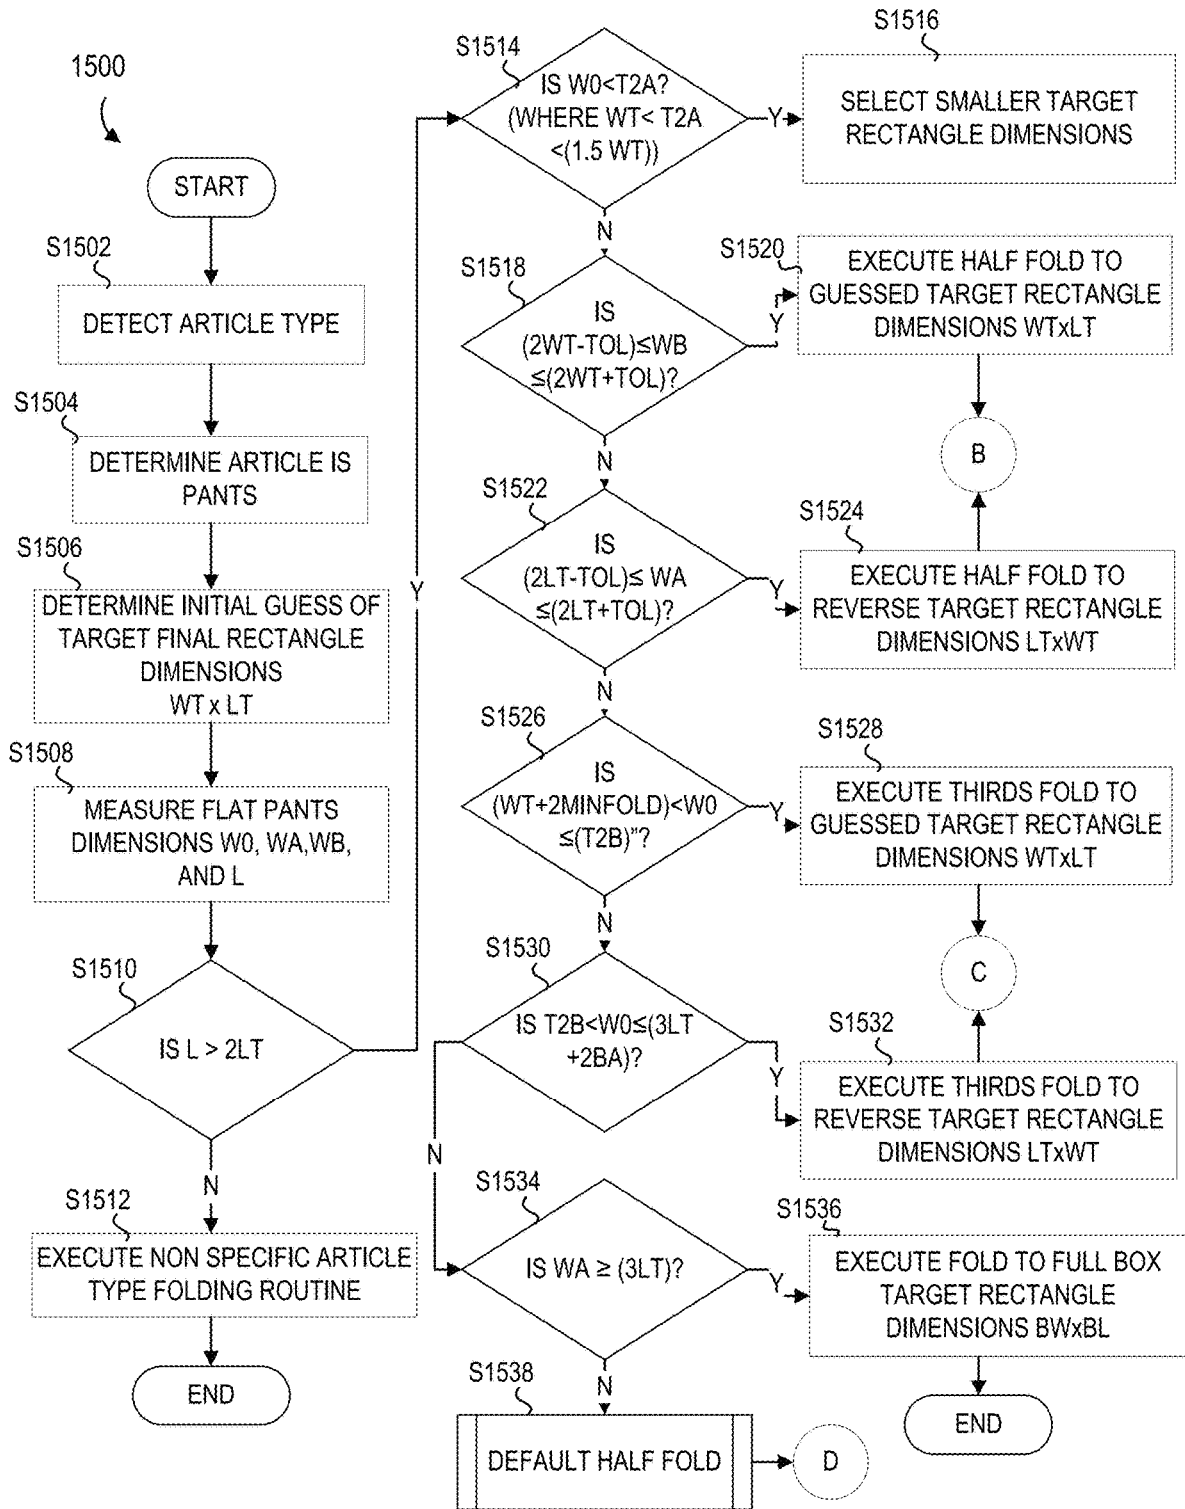 1500
START
S1502
DETECT ARTICLE TYPE
S1504
DETERMINE ARTICLE IS
PANTS
S1506
DETERMINE INITIAL GUESS OF
TARGET FINAL RECTANGLE
DIMENSIONS
WT x LT
S1508
MEASURE FLAT PANTS
DIMENSIONS W0, WA,WB,
AND L
S1510
IS L > 2LT
Y
N
S1512
EXECUTE NON SPECIFIC ARTICLE
TYPE FOLDING ROUTINE
END
S1514
IS W0<T2A?
(WHERE WT< T2A
<(1.5 WT))
Y
N
S1516
SELECT SMALLER TARGET
RECTANGLE DIMENSIONS
S1518
IS
(2WT-TOL)≤WB
≤(2WT+TOL)?
Y
N
S1520
EXECUTE HALF FOLD TO
GUESSED TARGET RECTANGLE
DIMENSIONS WTxLT
B
S1522
IS
(2LT-TOL)≤ WA
≤(2LT+TOL)?
Y
N
S1524
EXECUTE HALF FOLD TO
REVERSE TARGET RECTANGLE
DIMENSIONS LTxWT
S1526
IS
(WT+2MINFOLD)<W0
≤(T2B)"?
Y
N
S1528
EXECUTE THIRDS FOLD TO
GUESSED TARGET RECTANGLE
DIMENSIONS WTxLT
C
S1530
IS T2B<W0≤(3LT
+2BA)?
Y
N
S1532
EXECUTE THIRDS FOLD TO
REVERSE TARGET RECTANGLE
DIMENSIONS LTxWT
S1534
IS WA ≥ (3LT)?
Y
N
S1536
EXECUTE FOLD TO FULL BOX
TARGET RECTANGLE
DIMENSIONS BWxBL
END
S1538
DEFAULT HALF FOLD
D